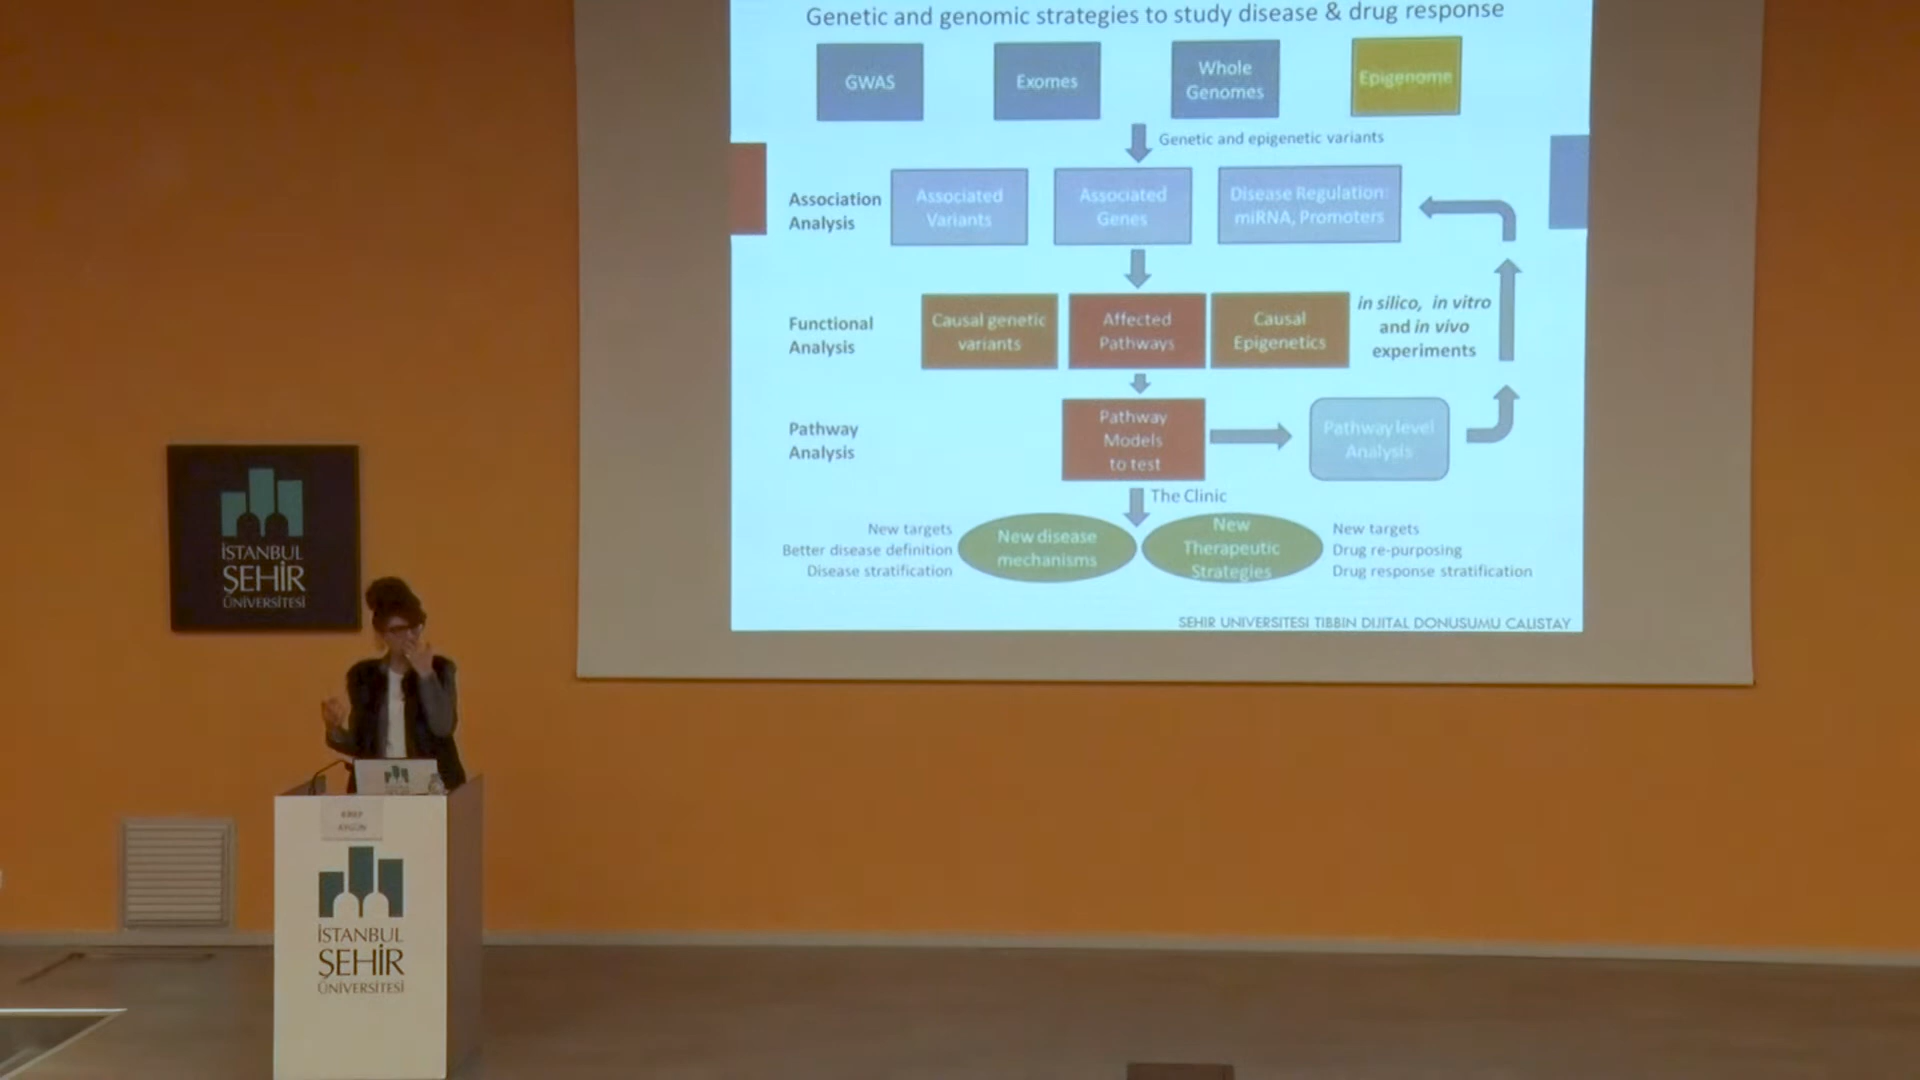 Genetic and genomic strategies to study disease & drug response
GWAS
Exomes
Whole
Genomes
Epigenome
Genetic and epigenetic variants
Association
Analysis
Associated
Variants
Associated
Genes
Disease Regulation:
miRNA, Promoters
Functional
Analysis
Causal genetic
variants
Affected
Pathways
Causal
Epigenetics
in silico, in vitro
and in vivo
experiments
Pathway
Analysis
Pathway
Models
to test
Pathway level
Analysis
The Clinic
New targets
Better disease definition
Disease stratification
New disease
mechanisms
New
Therapeutic
Strategies
New targets
Drug re-purposing
Drug response stratification
SEHIR UNIVERSITESI TIBBIN DIJITAL DONUSUMU CALISTAY
İSTANBUL
ŞEHİR
ÜNİVERSİTESİ
İSTANBUL
ŞEHİR
ÜNİVERSİTESİ